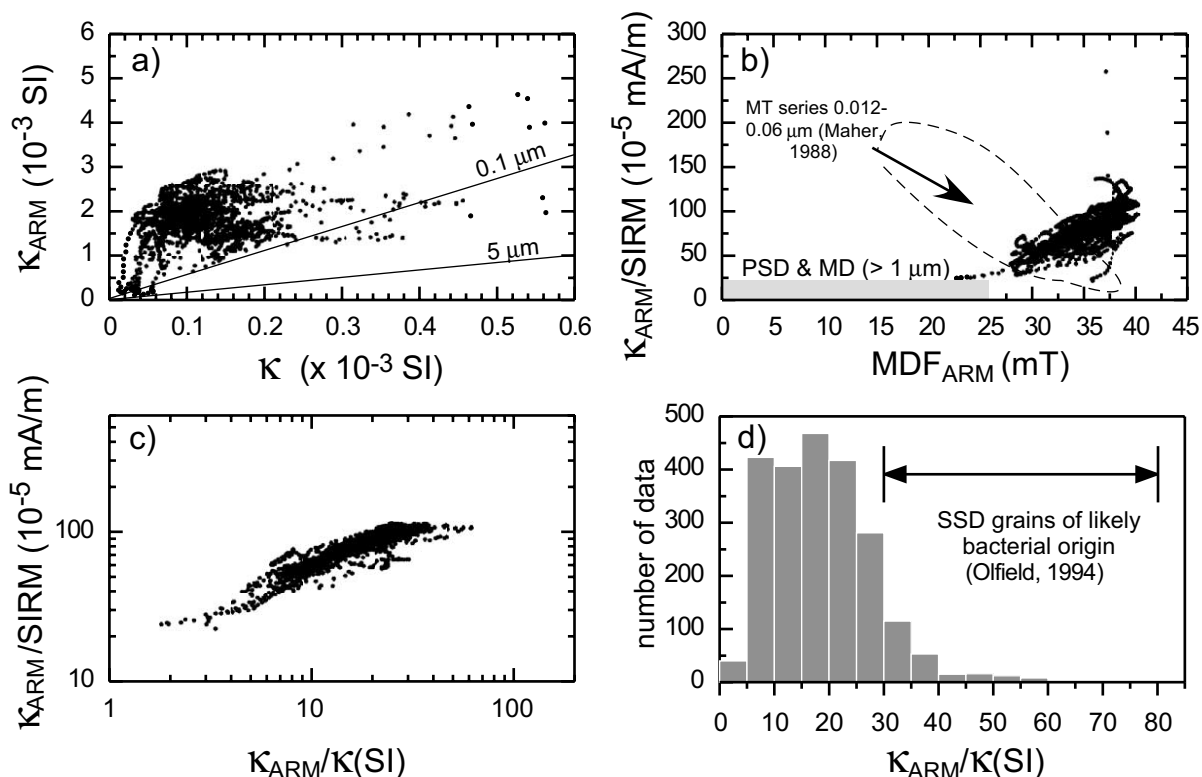 a)
κARM (10-3 SI)
6
5
4
3
2
1
0
0.1 μm
5 μm
0 0.1 0.2 0.3 0.4 0.5 0.6
κ (x 10-3 SI)
b)
κARM/SIRM (10-5 mA/m)
300
250
200
150
100
50
0
MT series 0.012-
0.06 μm (Maher,
1988)
PSD & MD (> 1 μm)
0 5 10 15 20 25 30 35 40 45
MDFARM (mT)
c)
κARM/SIRM (10-5 mA/m)
100
10
1 10 100
κARM/κ(SI)
d)
number of data
500
400
300
200
100
0
SSD grains of likely
bacterial origin
(Olfield, 1994)
0 10 20 30 40 50 60 70 80
κARM/κ(SI)